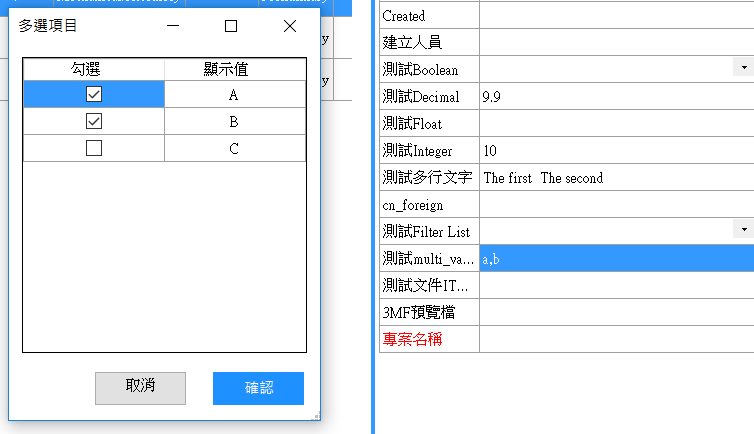 多選項目
勾選 顯示值
A
B
C
取消 確認
y
y
Created
建立人員
測試Boolean
測試Decimal 9.9
測試Float
測試Integer 10
測試多行文字 The first The second
cn_foreign
測試Filter List
測試multi_va... a,b
測試文件IT...
3MF預覽檔
專案名稱